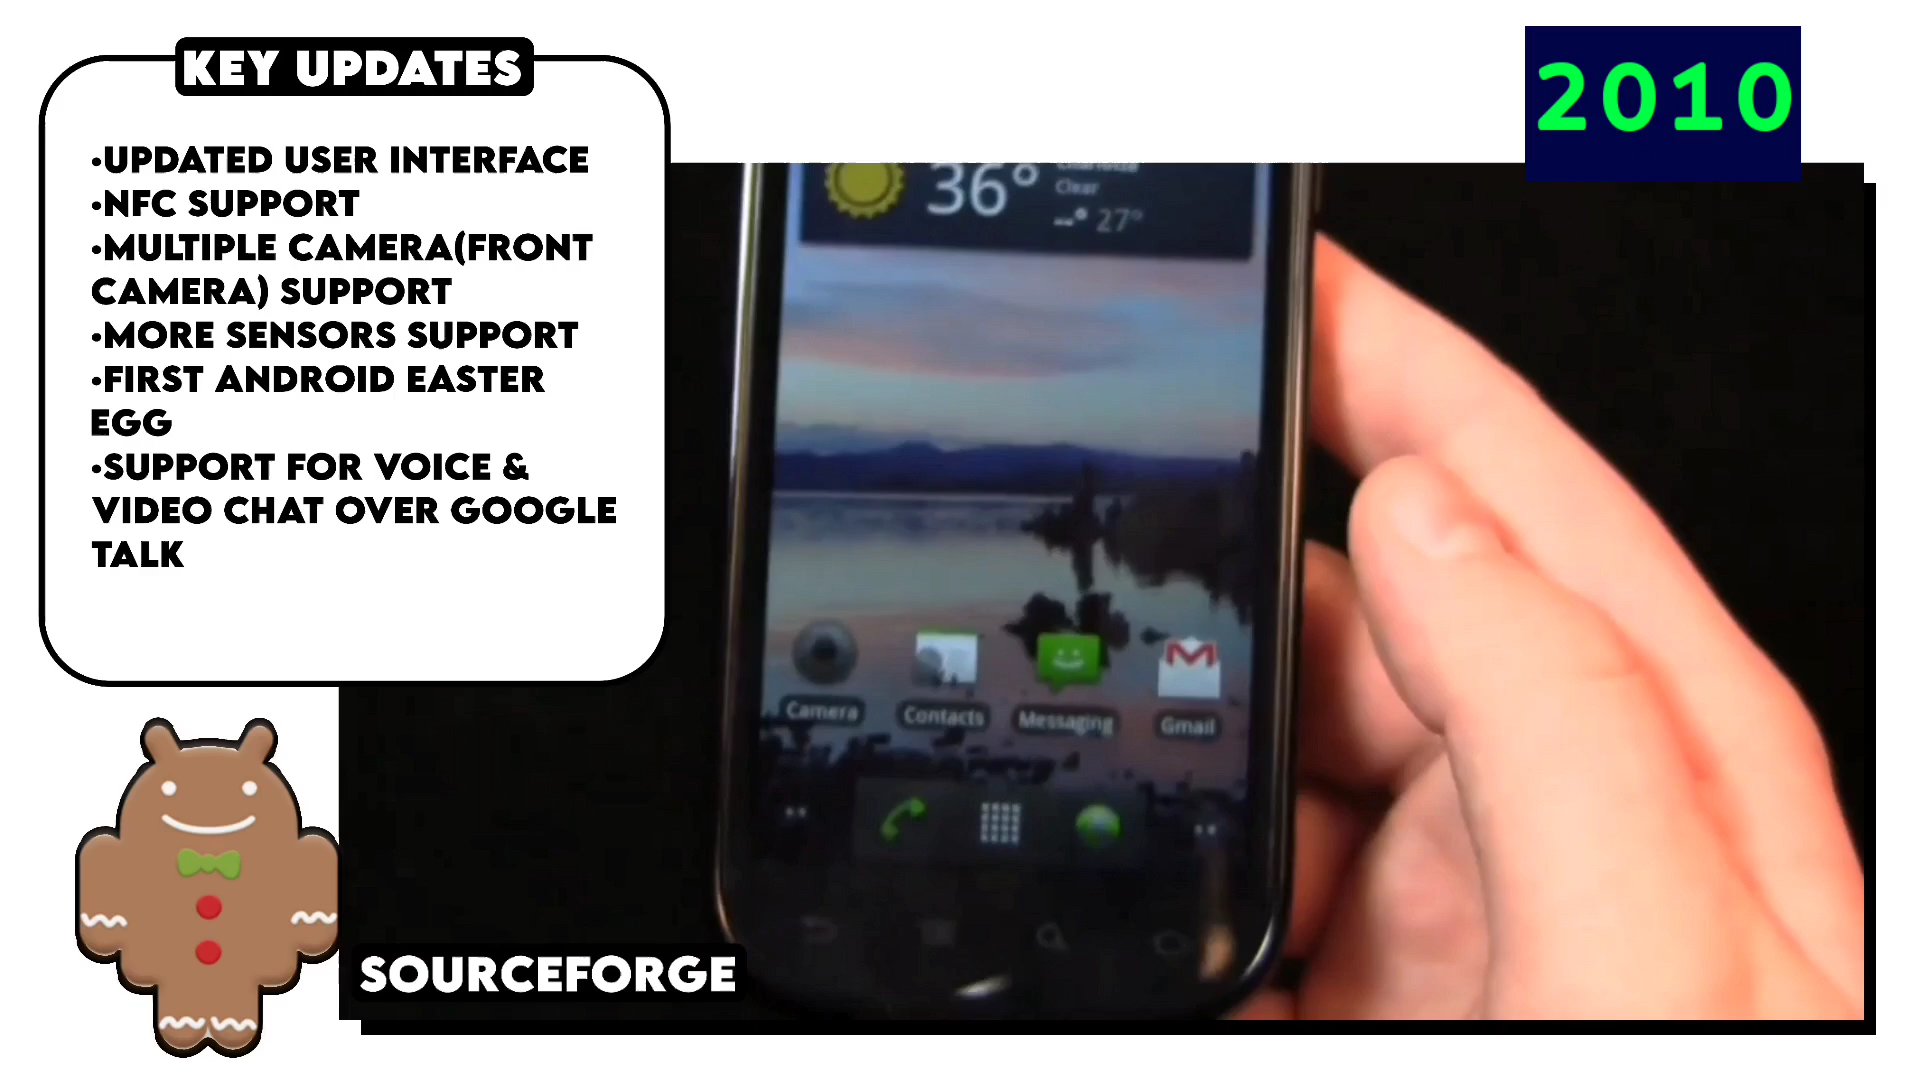 KEY UPDATES
2010
•UPDATED USER INTERFACE
•NFC SUPPORT
•MULTIPLE CAMERA(FRONT
CAMERA) SUPPORT
•MORE SENSORS SUPPORT
•FIRST ANDROID EASTER
EGG
•SUPPORT FOR VOICE &
VIDEO CHAT OVER GOOGLE
TALK
36°
Clear
--° 27°
Camera Contacts Messaging Gmail
SOURCEFORGE